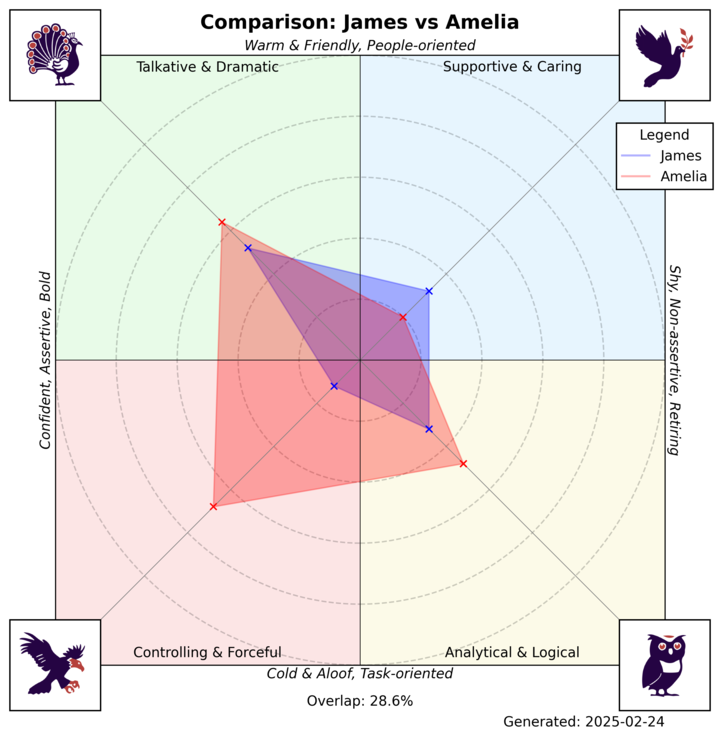 Comparison: James vs Amelia
Warm & Friendly, People-oriented
Talkative & Dramatic
Supportive & Caring
Legend
James
Amelia
Confident, Assertive, Bold
Shy, Non-assertive, Retiring
Controlling & Forceful
Analytical & Logical
Cold & Aloof, Task-oriented
Overlap: 28.6%
Generated: 2025-02-24